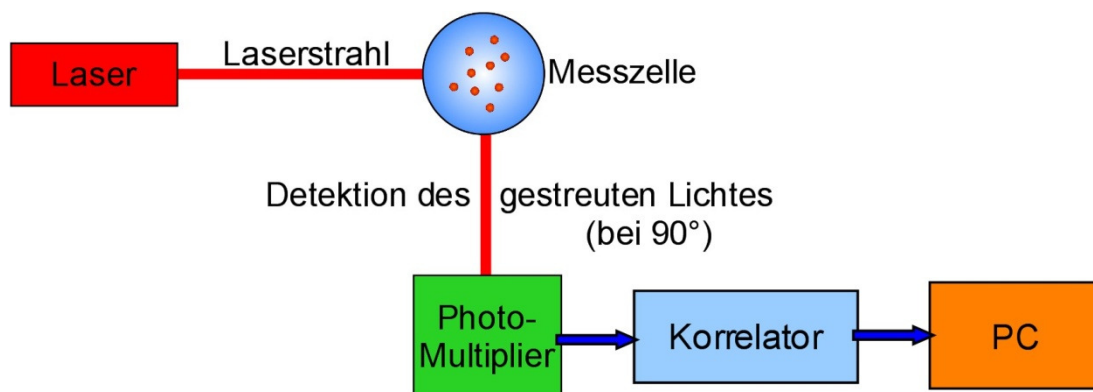 Laser
Laserstrahl
Messzelle
Detektion des gestreuten Lichtes
(bei 90°)
Photo-
Multiplier
Korrelator
PC